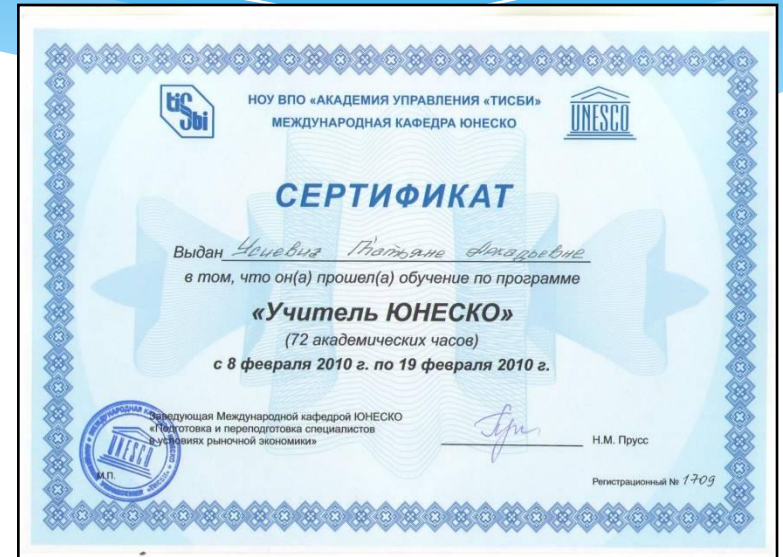 tisbi
НОУ ВПО «АКАДЕМИЯ УПРАВЛЕНИЯ «ТИСБИ»
МЕЖДУНАРОДНАЯ КАФЕДРА ЮНЕСКО
UNESCO
СЕРТИФИКАТ
Выдан Татьяне
в том, что он(а) прошел(а) обучение по программе
«Учитель ЮНЕСКО»
(72 академических часов)
с 8 февраля 2010 г. по 19 февраля 2010 г.
Заведующая Международной кафедрой ЮНЕСКО
«Подготовка и переподготовка специалистов
в условиях рыночной экономики»
Н.М. Прусс
UNESCO
М.П.
Регистрационный № 1709